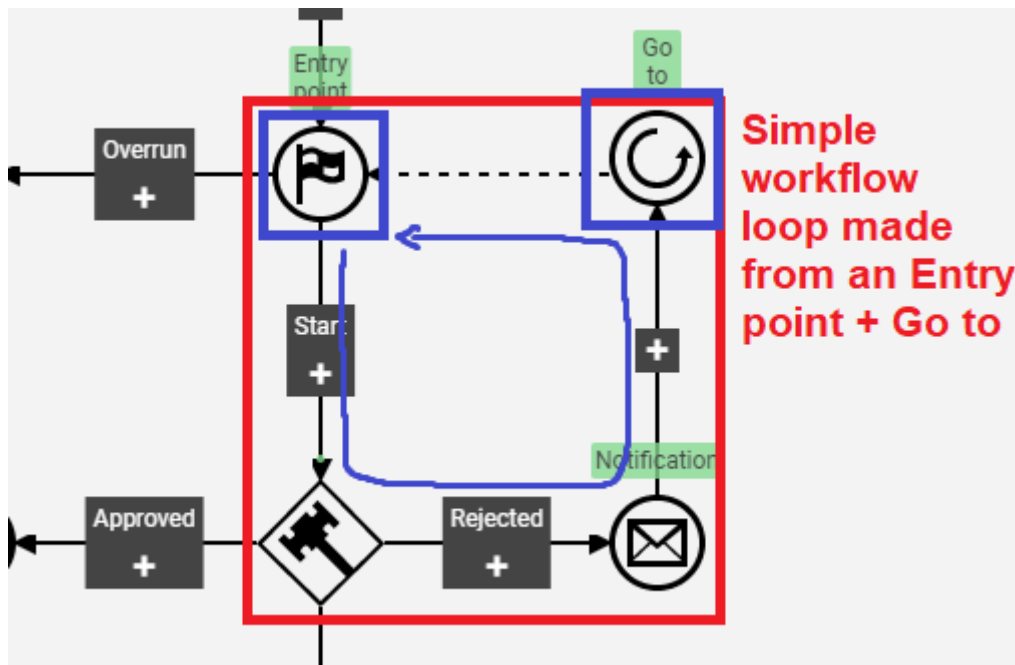 Entry
point
Go
to
Overrun
+
Simple
workflow
loop made
from an Entry
point + Go to
Start
+
+
Notification
Approved
+
Rejected
+